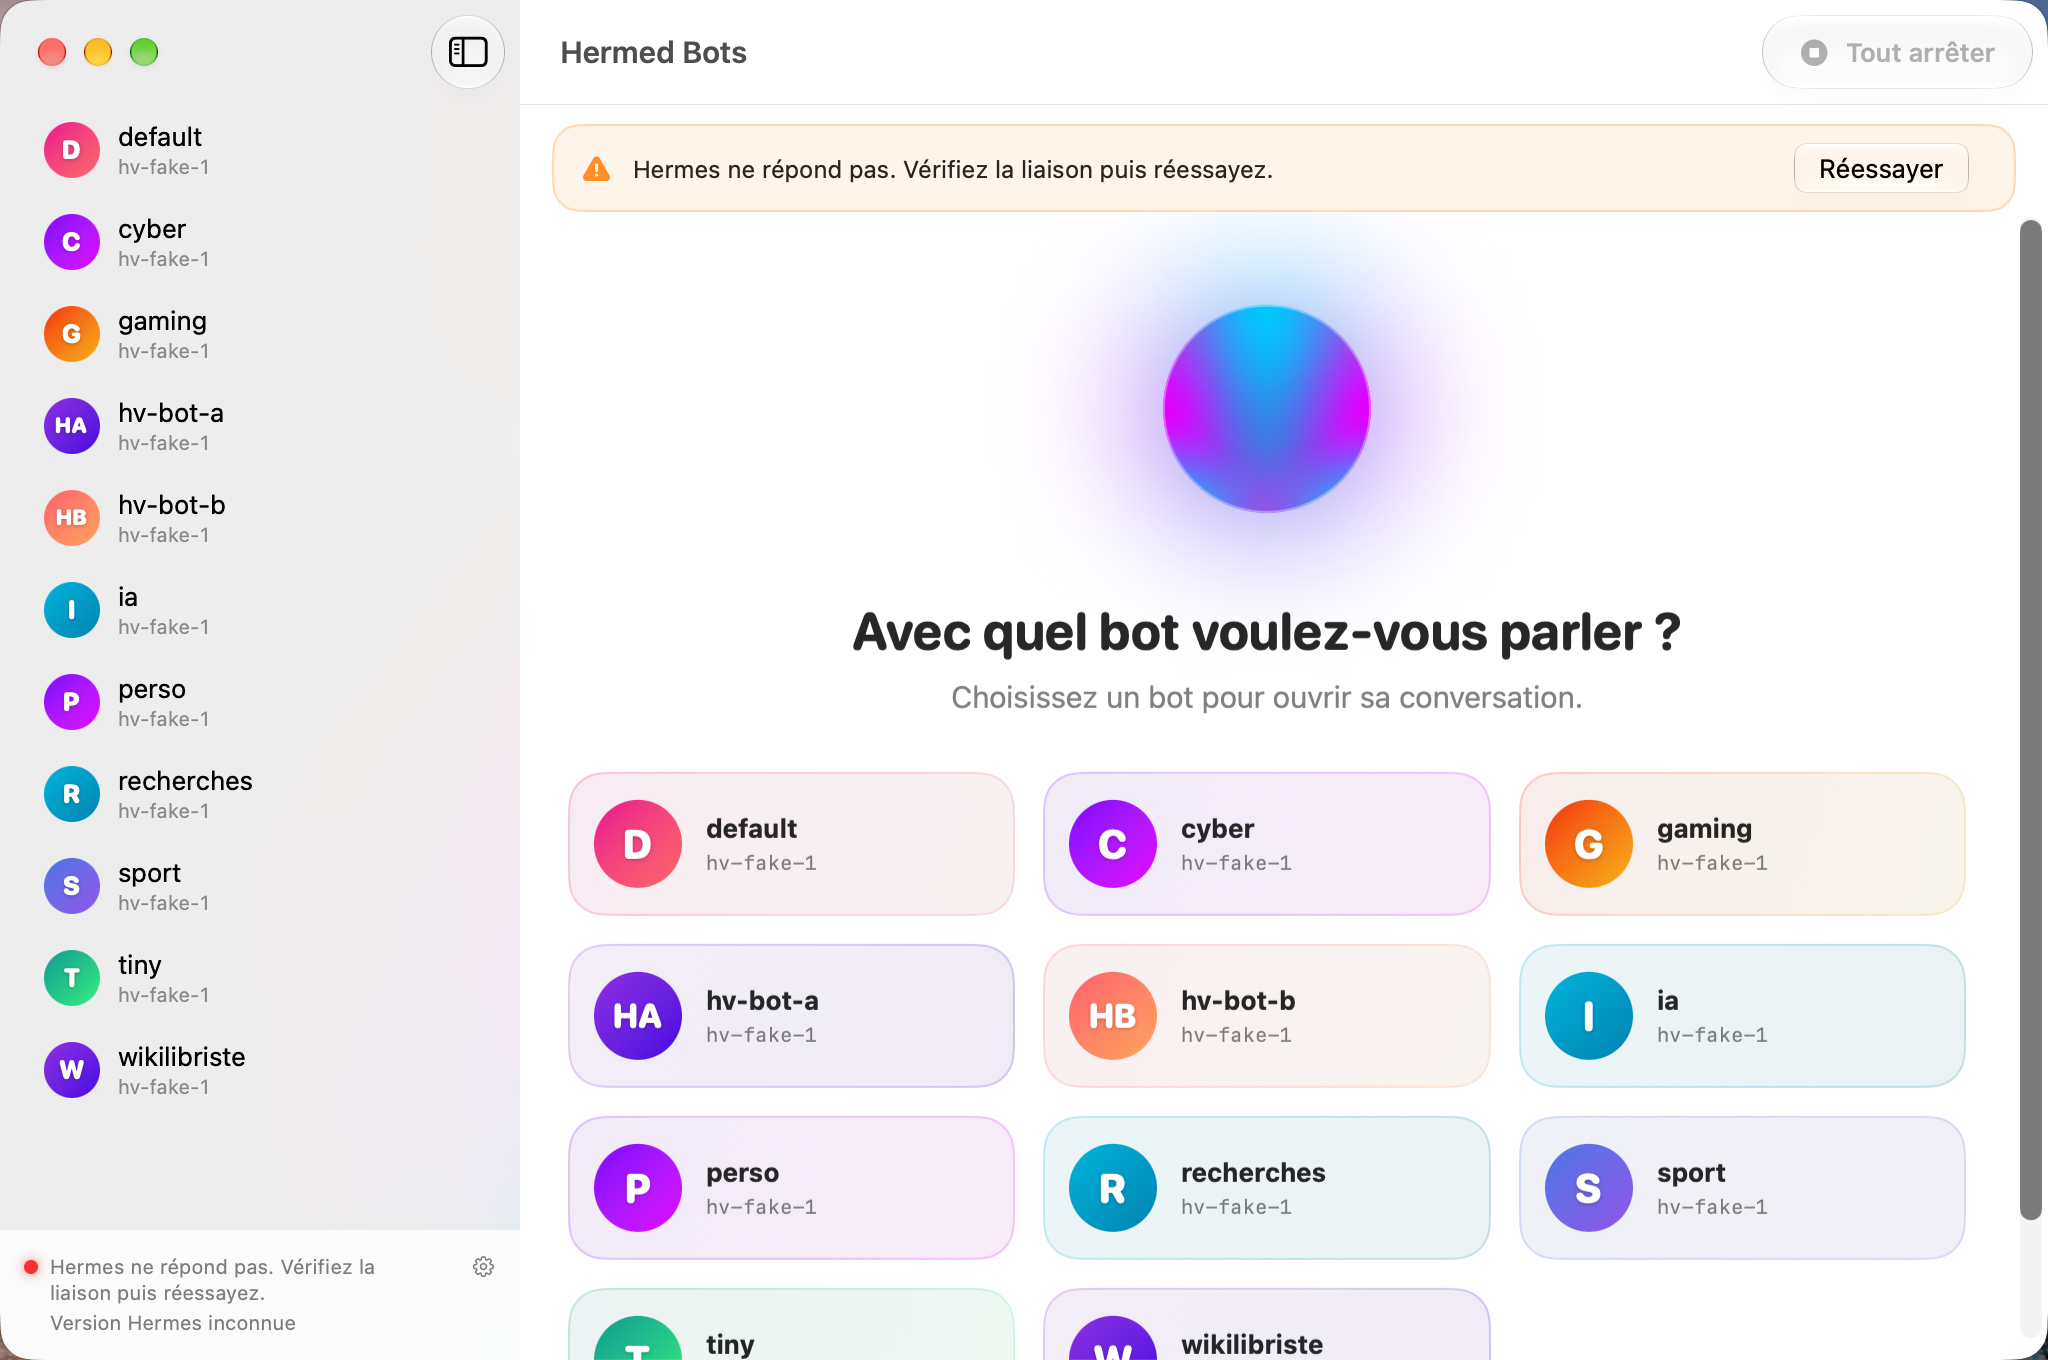 Hermed Bots
Tout arrêter
D
default
hv-fake-1
C
cyber
hv-fake-1
G
gaming
hv-fake-1
HA
hv-bot-a
hv-fake-1
HB
hv-bot-b
hv-fake-1
I
ia
hv-fake-1
P
perso
hv-fake-1
R
recherches
hv-fake-1
S
sport
hv-fake-1
T
tiny
hv-fake-1
W
wikilibriste
hv-fake-1
Hermes ne répond pas. Vérifiez la
liaison puis réessayez.
Version Hermes inconnue
Hermes ne répond pas. Vérifiez la liaison puis réessayez.
Réessayer
Avec quel bot voulez-vous parler ?
Choisissez un bot pour ouvrir sa conversation.
D
default
hv-fake-1
C
cyber
hv-fake-1
G
gaming
hv-fake-1
HA
hv-bot-a
hv-fake-1
HB
hv-bot-b
hv-fake-1
I
ia
hv-fake-1
P
perso
hv-fake-1
R
recherches
hv-fake-1
S
sport
hv-fake-1
T
tiny
W
wikilibriste